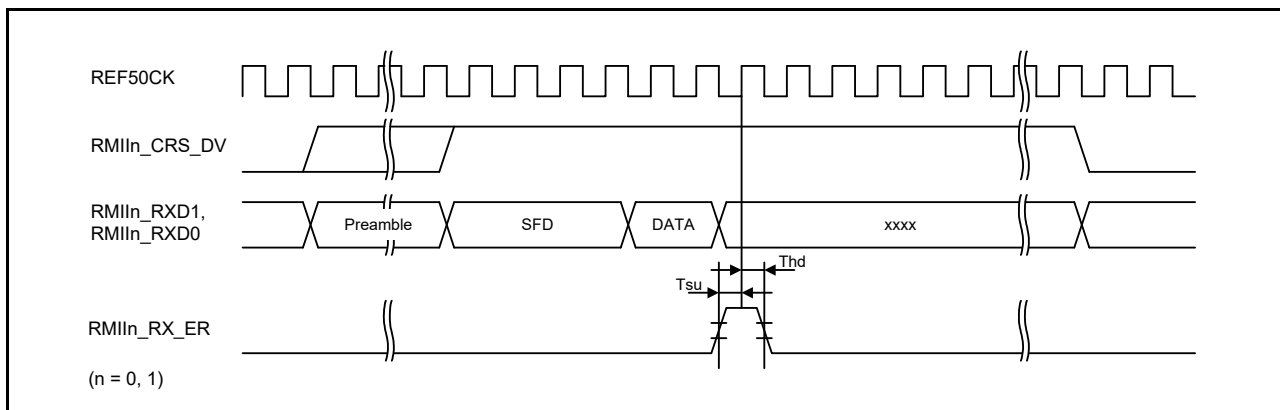 REF50CK
RMIIn_CRS_DV
RMIIn_RXD1,
RMIIn_RXD0
Preamble
SFD
DATA
xxxx
Thd
Tsu
RMIIn_RX_ER
(n = 0, 1)